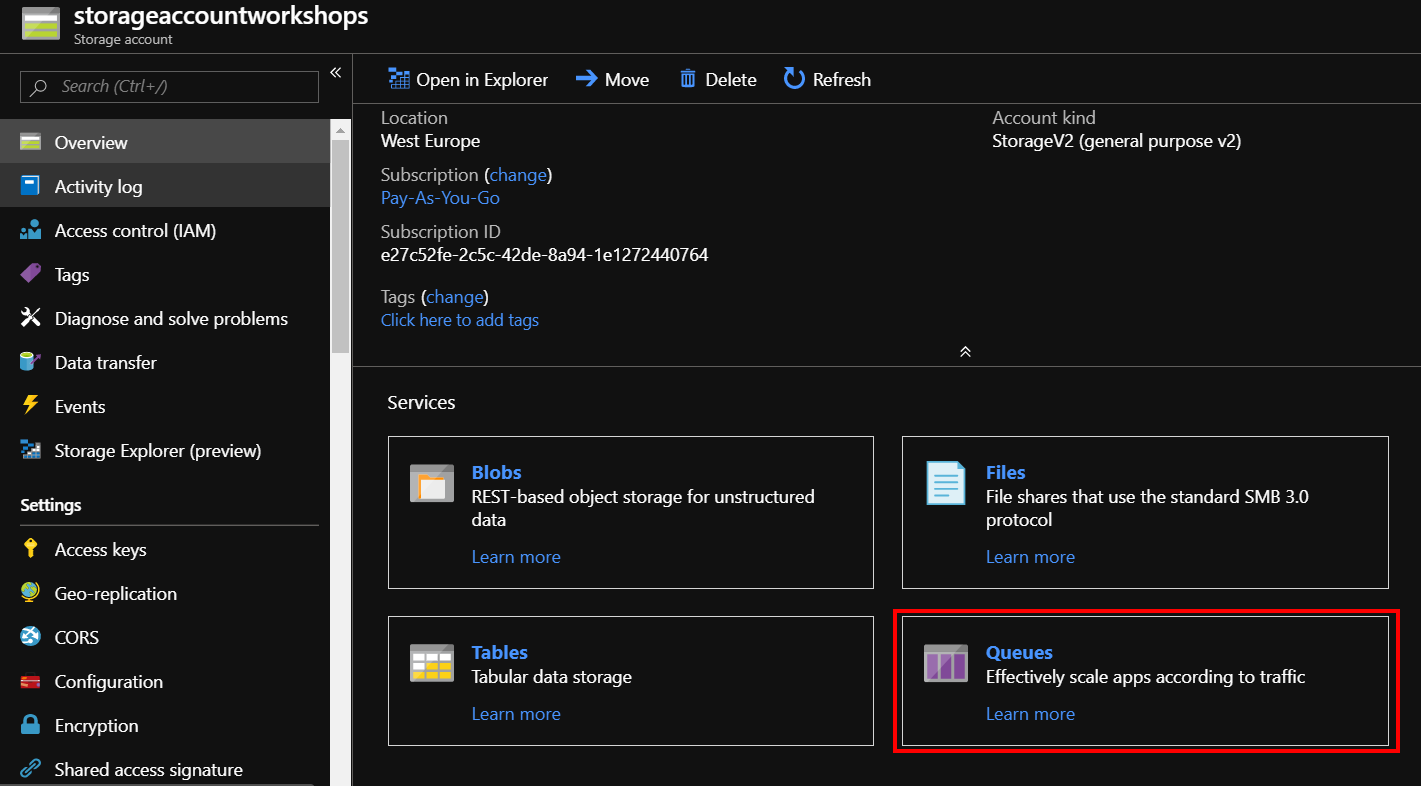 storageaccountworkshops
Storage account
Search (Ctrl+/)
«
Overview
Activity log
Access control (IAM)
Tags
Diagnose and solve problems
Data transfer
Events
Storage Explorer (preview)
Settings
Access keys
Geo-replication
CORS
Configuration
Encryption
Shared access signature
Open in Explorer
Move
Delete
Refresh
Location
West Europe
Account kind
StorageV2 (general purpose v2)
Subscription (change)
Pay-As-You-Go
Subscription ID
e27c52fe-2c5c-42de-8a94-1e1272440764
Tags (change)
Click here to add tags
Services
Blobs
REST-based object storage for unstructured
data
Learn more
Files
File shares that use the standard SMB 3.0
protocol
Learn more
Tables
Tabular data storage
Learn more
Queues
Effectively scale apps according to traffic
Learn more